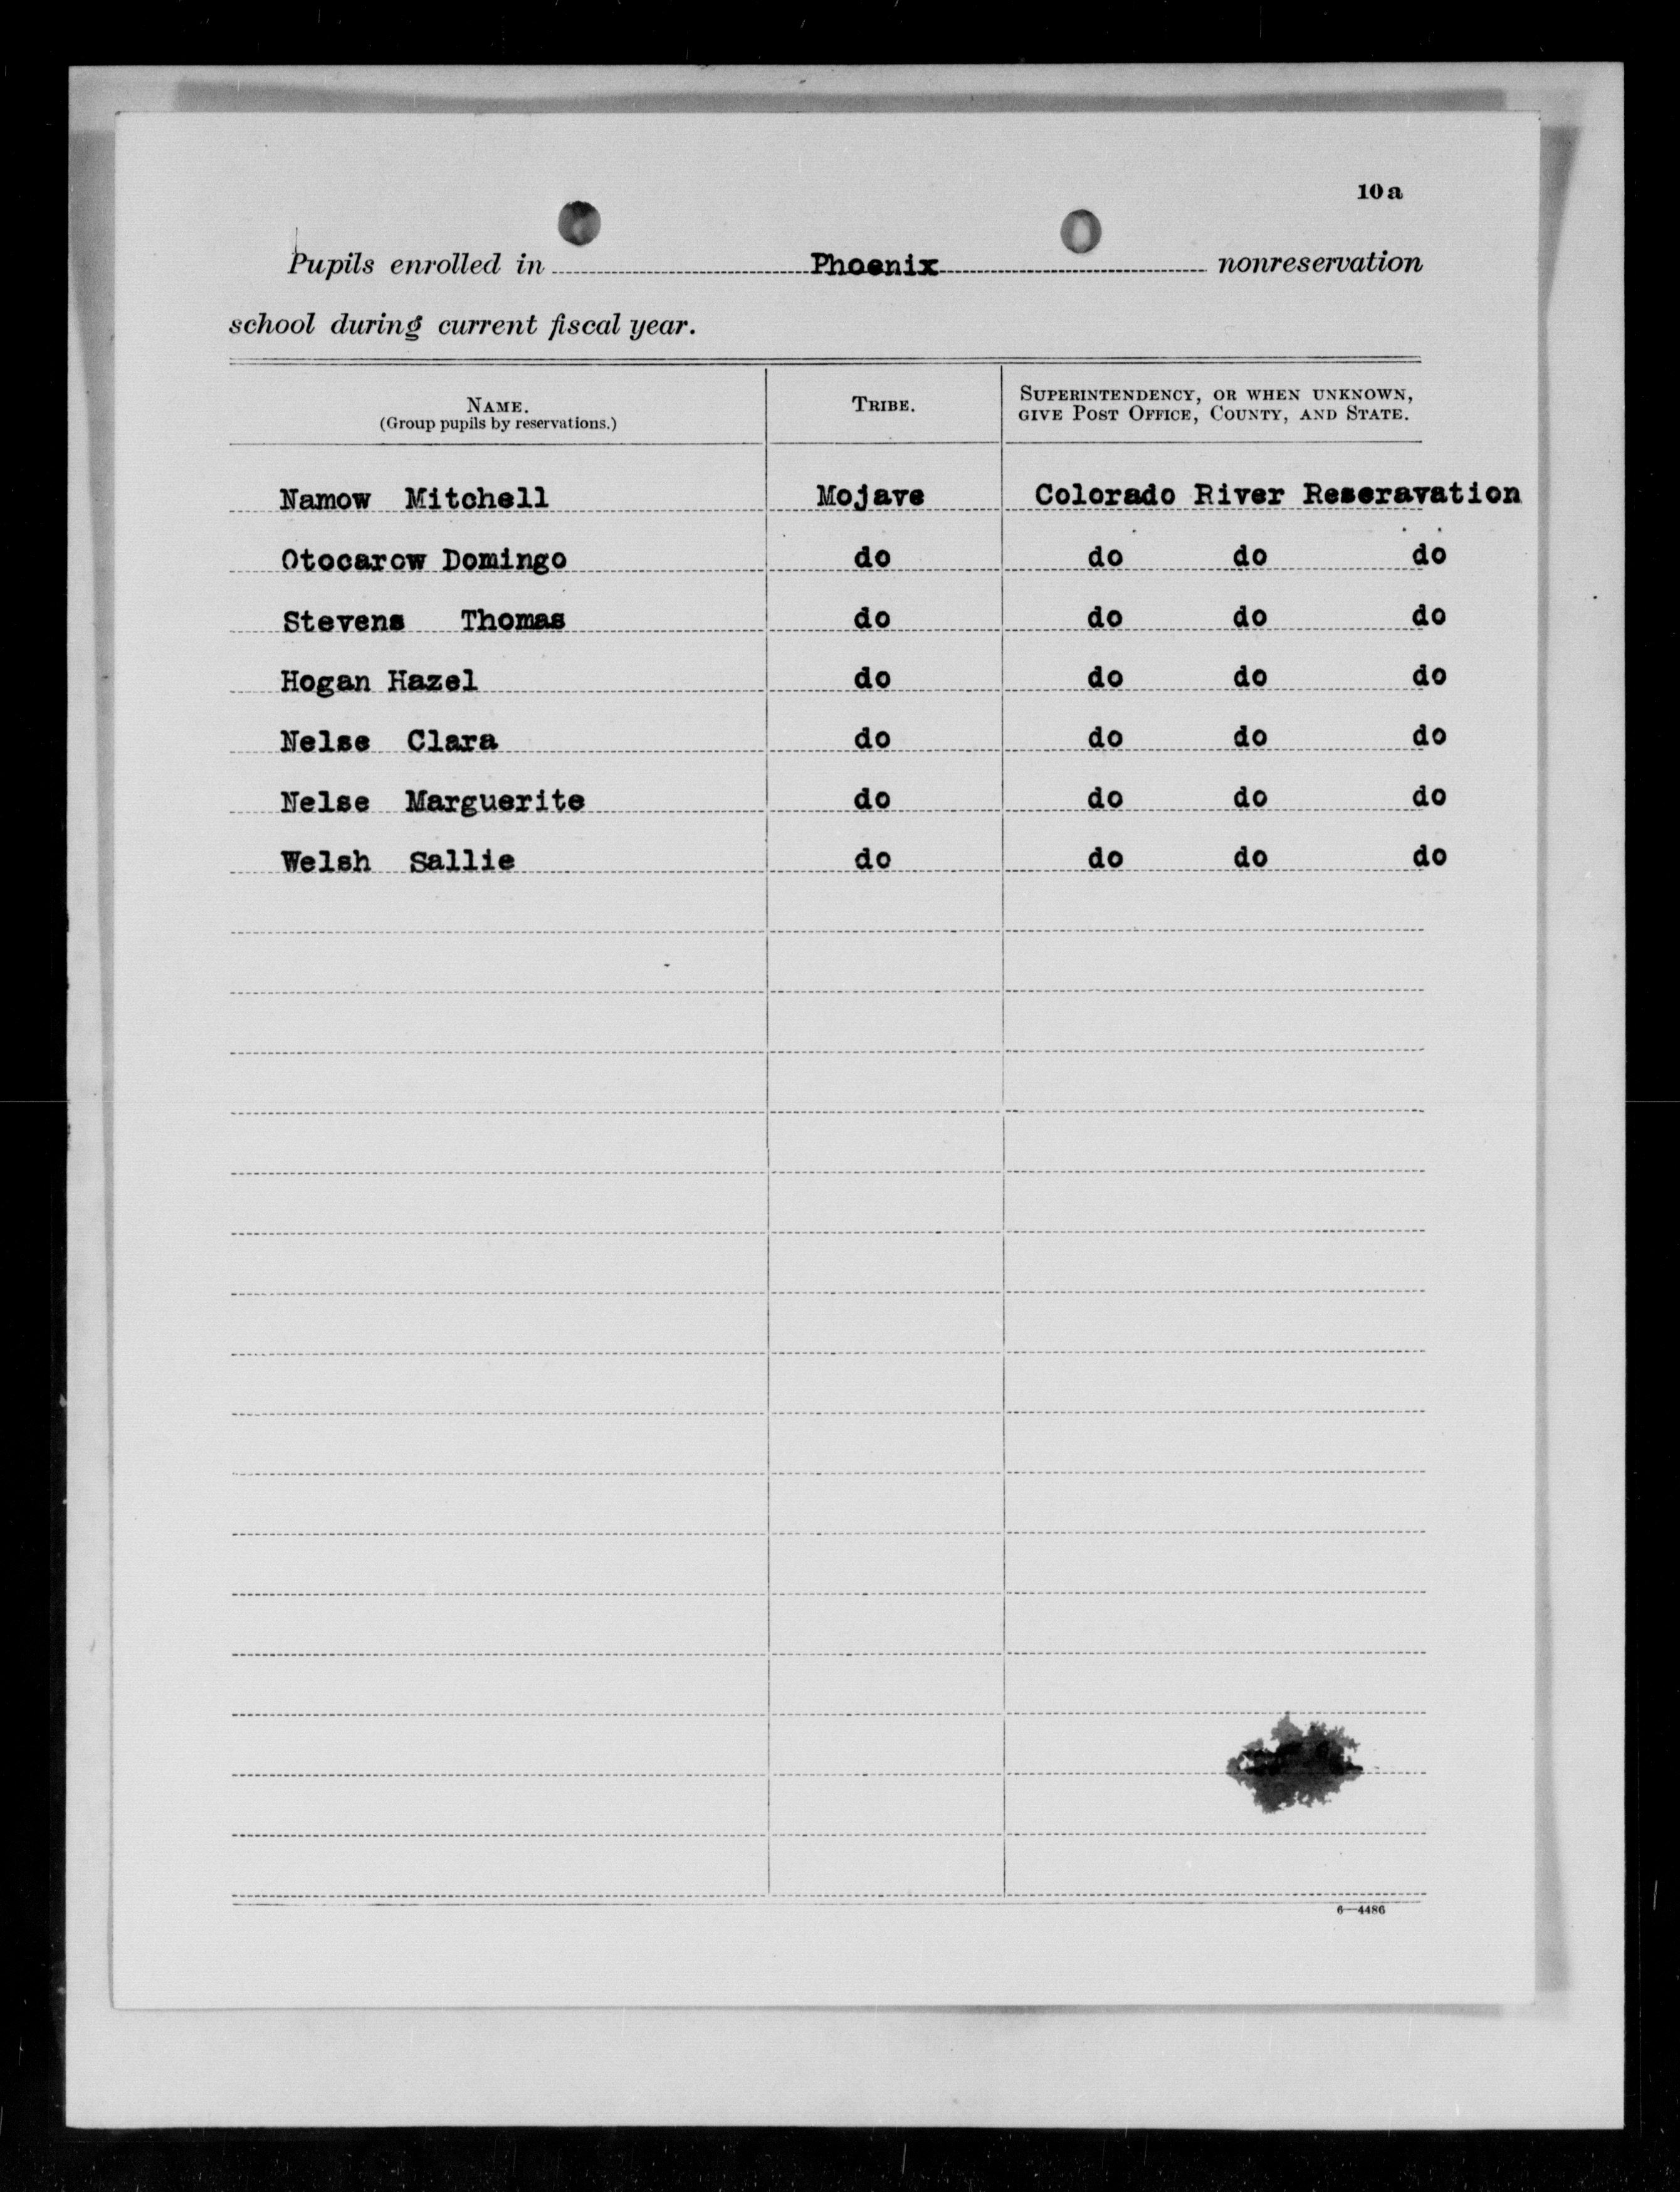 10 a
Pupils enrolled in Phoenix nonreservation
school during current fiscal year.
NAME.
(Group pupils by reservations.)
TRIBE.
SUPERINTENDENCY, OR WHEN UNKNOWN,
GIVE POST OFFICE, COUNTY, AND STATE.
Namow Mitchell Mojave Colorado River Reseravation
Otocarow Domingo do do do do
Stevens Thomas do do do do
Hogan Hazel do do do do
Nelse Clara do do do do
Nelse Marguerite do do do do
Welsh Sallie do do do do
6—4486